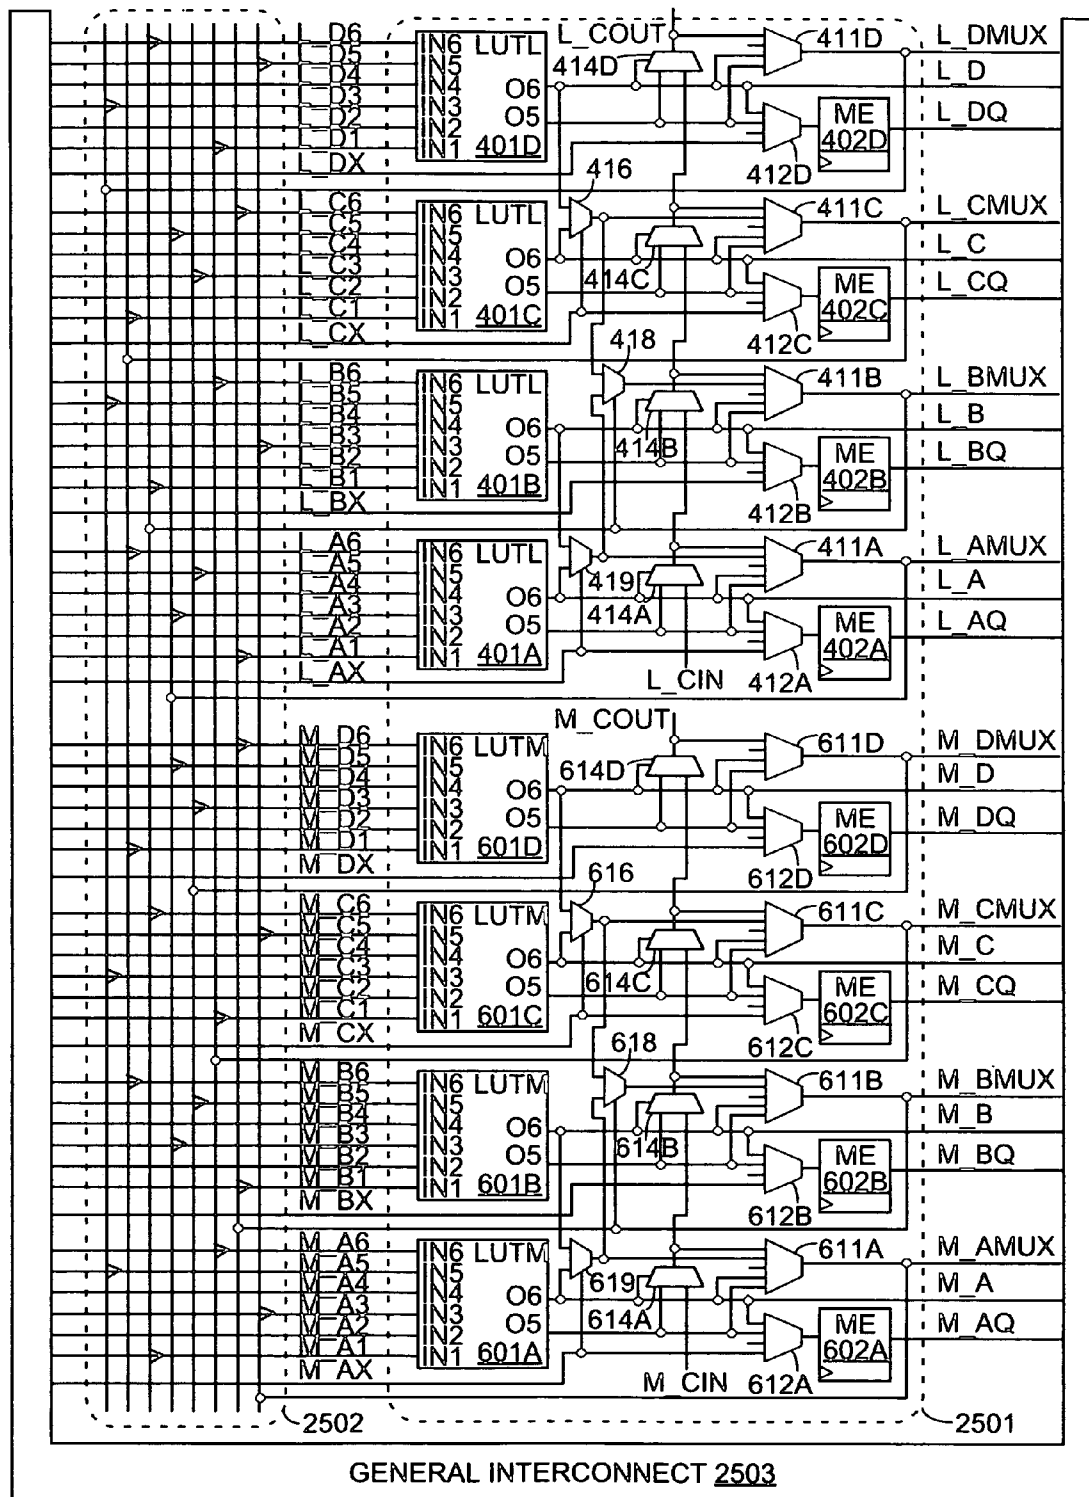 L_COUT 411D L_DMUX
L_D6 IN6 LUTL 414D L_D
L_D5 IN5
L_D4 IN4 O6
L_D3 IN3 ME L_DQ
L_D2 IN2 O5 402D
L_D1 IN1 401D
L_DX 412D
416
L_C6 IN6 LUTL 411C L_CMUX
L_C5 IN5
L_C4 IN4 O6 L_C
L_C3 IN3 414C ME L_CQ
L_C2 IN2 O5 402C
L_C1 IN1 401C
L_CX 412C
418
L_B6 IN6 LUTL 411B L_BMUX
L_B5 IN5
L_B4 IN4 O6 L_B
L_B3 IN3 414B ME L_BQ
L_B2 IN2 O5 402B
L_B1 IN1 401B
L_BX 412B
L_A6 IN6 LUTL 411A L_AMUX
L_A5 IN5 419
L_A4 IN4 O6 L_A
L_A3 IN3 414A ME L_AQ
L_A2 IN2 O5 402A
L_A1 IN1 401A
L_AX L_CIN 412A
M_COUT
M_D6 IN6 LUTM 611D M_DMUX
M_D5 IN5 614D
M_D4 IN4 O6 M_D
M_D3 IN3 ME M_DQ
M_D2 IN2 O5 602D
M_D1 IN1 601D
M_DX 612D
616
M_C6 IN6 LUTM 611C M_CMUX
M_C5 IN5
M_C4 IN4 O6 M_C
M_C3 IN3 614C ME M_CQ
M_C2 IN2 O5 602C
M_C1 IN1 601C
M_CX 612C
618
M_B6 IN6 LUTM 611B M_BMUX
M_B5 IN5
M_B4 IN4 O6 M_B
M_B3 IN3 614B ME M_BQ
M_B2 IN2 O5 602B
M_B1 IN1 601B
M_BX 612B
M_A6 IN6 LUTM 611A M_AMUX
M_A5 IN5 619
M_A4 IN4 O6 M_A
M_A3 IN3 614A ME M_AQ
M_A2 IN2 O5 602A
M_A1 IN1 601A
M_AX M_CIN 612A
2502 2501
GENERAL INTERCONNECT 2503